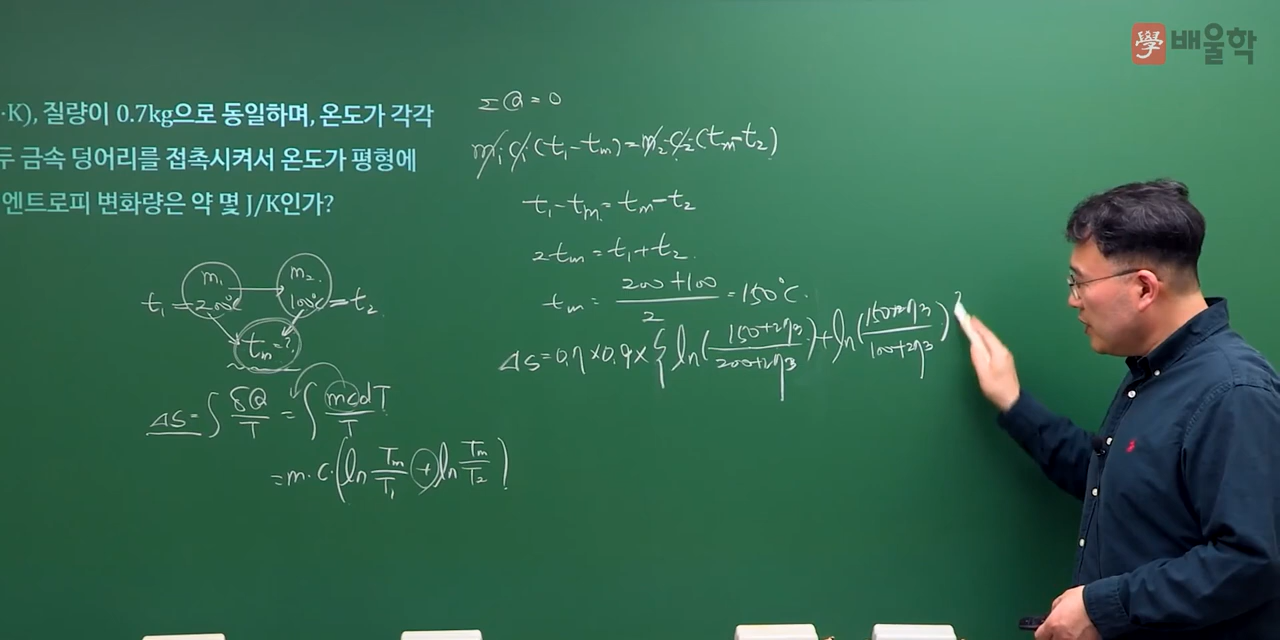 學 배울학
·K), 질량이 0.7kg으로 동일하며, 온도가 각각
두 금속 덩어리를 접촉시켜서 온도가 평형에
엔트로피 변화량은 약 몇 J/K인가?
m₁ m₂
t₁ = 200℃ 100℃ = t₂
tm = ?
ΔS = ∫ δQ/T = ∫ mcdT/T
= m·c·(ln Tm/T₁ + ln Tm/T₂)
ΣQ = 0
m₁c₁(t₁ - tm) = m₂·c₂(tm - t₂)
t₁ - tm = tm - t₂
2tm = t₁ + t₂
tm = (200 + 100)/2 = 150℃.
ΔS = 0.7 × 0.9 × {ln(150+273/200+273) + ln(150+273/100+273)}